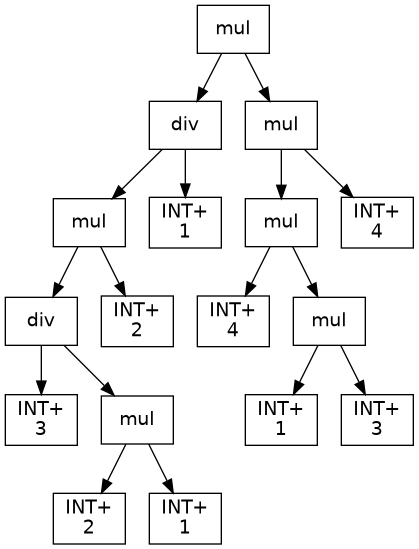 mul
div
mul
mul
INT+
1
mul
INT+
4
div
INT+
2
INT+
4
mul
INT+
3
mul
INT+
1
INT+
3
INT+
2
INT+
1